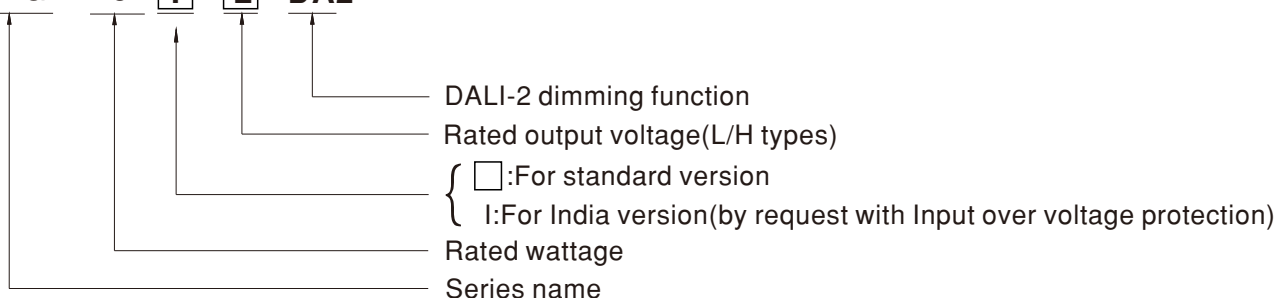 DALI-2 dimming function
Rated output voltage(L/H types)
□:For standard version
I:For India version(by request with Input over voltage protection)
Rated wattage
Series name